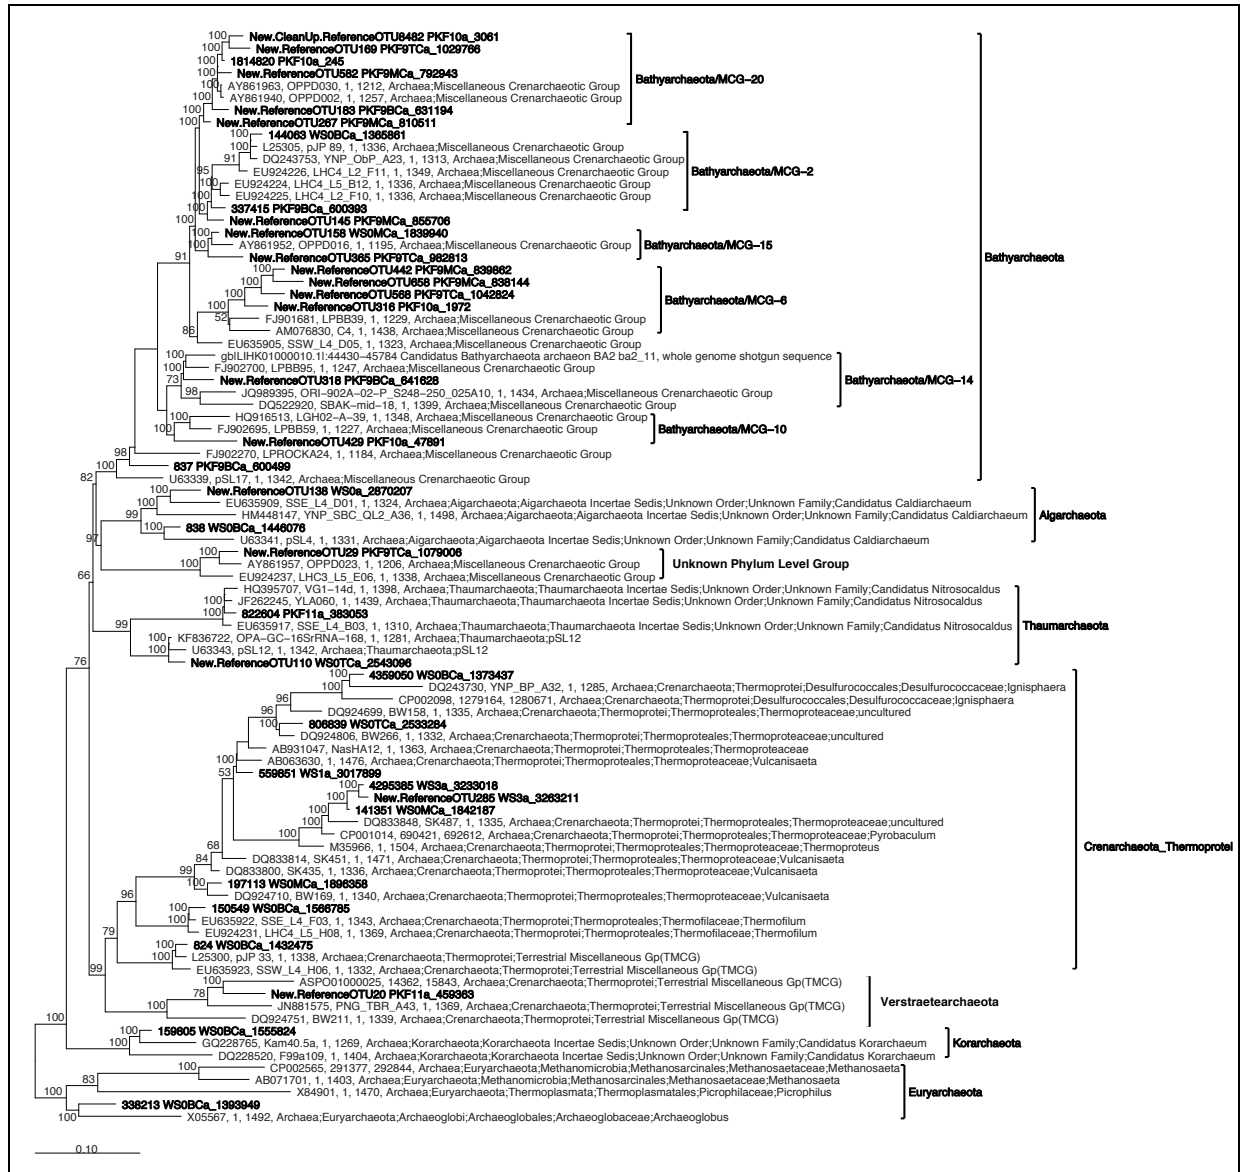 New.CleanUp.ReferenceOTU8482 PKF10a_3061
New.ReferenceOTU169 PKF9TCa_1029766
1814820 PKF10a_245
New.ReferenceOTU582 PKF9MCa_792943
AY861963, OPPD030, 1, 1212, Archaea;Miscellaneous Crenarchaeotic Group
AY861940, OPPD002, 1, 1257, Archaea;Miscellaneous Crenarchaeotic Group
New.ReferenceOTU183 PKF9BCa_631194
New.ReferenceOTU267 PKF9MCa_810511
Bathyarchaeota/MCG-20
144063 WS0BCa_1365861
L25305, pJP 89, 1, 1336, Archaea;Miscellaneous Crenarchaeotic Group
DQ243753, YNP_ObP_A23, 1, 1313, Archaea;Miscellaneous Crenarchaeotic Group
EU924226, LHC4_L2_F11, 1, 1349, Archaea;Miscellaneous Crenarchaeotic Group
EU924224, LHC4_L5_B12, 1, 1336, Archaea;Miscellaneous Crenarchaeotic Group
EU924225, LHC4_L2_F10, 1, 1336, Archaea;Miscellaneous Crenarchaeotic Group
337415 PKF9BCa_600393
Bathyarchaeota/MCG-2
New.ReferenceOTU145 PKF9MCa_855706
New.ReferenceOTU158 WS0MCa_1839940
AY861952, OPPD016, 1, 1195, Archaea;Miscellaneous Crenarchaeotic Group
New.ReferenceOTU365 PKF9TCa_982813
Bathyarchaeota/MCG-15
New.ReferenceOTU442 PKF9MCa_839862
New.ReferenceOTU658 PKF9MCa_838144
New.ReferenceOTU568 PKF9TCa_1042824
New.ReferenceOTU316 PKF10a_1972
FJ901681, LPBB39, 1, 1229, Archaea;Miscellaneous Crenarchaeotic Group
AM076830, C4, 1, 1438, Archaea;Miscellaneous Crenarchaeotic Group
Bathyarchaeota/MCG-6
EU635905, SSW_L4_D05, 1, 1323, Archaea;Miscellaneous Crenarchaeotic Group
gbILIHK01000010.1I:44430-45784 Candidatus Bathyarchaeota archaeon BA2 ba2_11, whole genome shotgun sequence
FJ902700, LPBB95, 1, 1247, Archaea;Miscellaneous Crenarchaeotic Group
New.ReferenceOTU318 PKF9BCa_641628
JQ989395, ORI-902A-02-P_S248-250_025A10, 1, 1434, Archaea;Miscellaneous Crenarchaeotic Group
DQ522920, SBAK-mid-18, 1, 1399, Archaea;Miscellaneous Crenarchaeotic Group
Bathyarchaeota/MCG-14
HQ916513, LGH02-A-39, 1, 1348, Archaea;Miscellaneous Crenarchaeotic Group
FJ902695, LPBB59, 1, 1227, Archaea;Miscellaneous Crenarchaeotic Group
New.ReferenceOTU429 PKF10a_47891
Bathyarchaeota/MCG-10
FJ902270, LPROCKA24, 1, 1184, Archaea;Miscellaneous Crenarchaeotic Group
837 PKF9BCa_600499
U63339, pSL17, 1, 1342, Archaea;Miscellaneous Crenarchaeotic Group
Bathyarchaeota
New.ReferenceOTU138 WS0a_2870207
EU635909, SSE_L4_D01, 1, 1324, Archaea;Aigarchaeota;Aigarchaeota Incertae Sedis;Unknown Order;Unknown Family;Candidatus Caldiarchaeum
HM448147, YNP_SBC_QL2_A36, 1, 1498, Archaea;Aigarchaeota;Aigarchaeota Incertae Sedis;Unknown Order;Unknown Family;Candidatus Caldiarchaeum
838 WS0BCa_1446076
U63341, pSL4, 1, 1331, Archaea;Aigarchaeota;Aigarchaeota Incertae Sedis;Unknown Order;Unknown Family;Candidatus Caldiarchaeum
Aigarchaeota
New.ReferenceOTU29 PKF9TCa_1079006
AY861957, OPPD023, 1, 1206, Archaea;Miscellaneous Crenarchaeotic Group
EU924237, LHC3_L5_E06, 1, 1338, Archaea;Miscellaneous Crenarchaeotic Group
Unknown Phylum Level Group
HQ395707, VG1-14d, 1, 1398, Archaea;Thaumarchaeota;Thaumarchaeota Incertae Sedis;Unknown Order;Unknown Family;Candidatus Nitrosocaldus
JF262245, YLA060, 1, 1439, Archaea;Thaumarchaeota;Thaumarchaeota Incertae Sedis;Unknown Order;Unknown Family;Candidatus Nitrosocaldus
822604 PKF11a_383053
EU635917, SSE_L4_B03, 1, 1310, Archaea;Thaumarchaeota;Thaumarchaeota Incertae Sedis;Unknown Order;Unknown Family;Candidatus Nitrosocaldus
KF836722, OPA-GC-16SrRNA-168, 1, 1281, Archaea;Thaumarchaeota;pSL12
U63343, pSL12, 1, 1342, Archaea;Thaumarchaeota;pSL12
New.ReferenceOTU110 WS0TCa_2543096
Thaumarchaeota
4359050 WS0BCa_1373437
DQ243730, YNP_BP_A32, 1, 1285, Archaea;Crenarchaeota;Thermoprotei;Desulfurococcales;Desulfurococcaceae;Ignisphaera
CP002098, 1279164, 1280671, Archaea;Crenarchaeota;Thermoprotei;Desulfurococcales;Desulfurococcaceae;Ignisphaera
DQ924699, BW158, 1, 1335, Archaea;Crenarchaeota;Thermoprotei;Thermoproteales;Thermoproteaceae;uncultured
806839 WS0TCa_2533284
DQ924806, BW266, 1, 1332, Archaea;Crenarchaeota;Thermoprotei;Thermoproteales;Thermoproteaceae;uncultured
AB931047, NasHA12, 1, 1363, Archaea;Crenarchaeota;Thermoprotei;Thermoproteales;Thermoproteaceae
AB063630, 1, 1476, Archaea;Crenarchaeota;Thermoprotei;Thermoproteales;Thermoproteaceae;Vulcanisaeta
559851 WS1a_3017899
4295385 WS3a_3233018
New.ReferenceOTU285 WS3a_3263211
141351 WS0MCa_1842187
DQ833848, SK487, 1, 1335, Archaea;Crenarchaeota;Thermoprotei;Thermoproteales;Thermoproteaceae;uncultured
CP001014, 690421, 692612, Archaea;Crenarchaeota;Thermoprotei;Thermoproteales;Thermoproteaceae;Pyrobaculum
M35966, 1, 1504, Archaea;Crenarchaeota;Thermoprotei;Thermoproteales;Thermoproteaceae;Thermoproteus
DQ833814, SK451, 1, 1471, Archaea;Crenarchaeota;Thermoprotei;Thermoproteales;Thermoproteaceae;Vulcanisaeta
DQ833800, SK435, 1, 1336, Archaea;Crenarchaeota;Thermoprotei;Thermoproteales;Thermoproteaceae;Vulcanisaeta
197113 WS0MCa_1896358
DQ924710, BW169, 1, 1340, Archaea;Crenarchaeota;Thermoprotei;Thermoproteales;Thermoproteaceae;Vulcanisaeta
150549 WS0BCa_1566785
EU635922, SSE_L4_F03, 1, 1343, Archaea;Crenarchaeota;Thermoprotei;Thermoproteales;Thermofilaceae;Thermofilum
EU924231, LHC4_L5_H08, 1, 1369, Archaea;Crenarchaeota;Thermoprotei;Thermoproteales;Thermofilaceae;Thermofilum
824 WS0BCa_1432475
L25300, pJP 33, 1, 1338, Archaea;Crenarchaeota;Thermoprotei;Terrestrial Miscellaneous Gp(TMCG)
EU635923, SSW_L4_H06, 1, 1332, Archaea;Crenarchaeota;Thermoprotei;Terrestrial Miscellaneous Gp(TMCG)
Crenarchaeota_Thermoprotei
ASPO01000025, 14362, 15843, Archaea;Crenarchaeota;Thermoprotei;Terrestrial Miscellaneous Gp(TMCG)
New.ReferenceOTU20 PKF11a_459363
JN881575, PNG_TBR_A43, 1, 1369, Archaea;Crenarchaeota;Thermoprotei;Terrestrial Miscellaneous Gp(TMCG)
DQ924751, BW211, 1, 1339, Archaea;Crenarchaeota;Thermoprotei;Terrestrial Miscellaneous Gp(TMCG)
Verstraetearchaeota
159805 WS0BCa_1555824
GQ228765, Kam40.5a, 1, 1269, Archaea;Korarchaeota;Korarchaeota Incertae Sedis;Unknown Order;Unknown Family;Candidatus Korarchaeum
DQ228520, F99a109, 1, 1404, Archaea;Korarchaeota;Korarchaeota Incertae Sedis;Unknown Order;Unknown Family;Candidatus Korarchaeum
Korarchaeota
CP002565, 291377, 292844, Archaea;Euryarchaeota;Methanomicrobia;Methanosarcinales;Methanosaetaceae;Methanosaeta
AB071701, 1, 1403, Archaea;Euryarchaeota;Methanomicrobia;Methanosarcinales;Methanosaetaceae;Methanosaeta
X84901, 1, 1470, Archaea;Euryarchaeota;Thermoplasmata;Thermoplasmatales;Picrophilaceae;Picrophilus
338213 WS0BCa_1393949
X05567, 1, 1492, Archaea;Euryarchaeota;Archaeoglobi;Archaeoglobales;Archaeoglobaceae;Archaeoglobus
Euryarchaeota
0.10